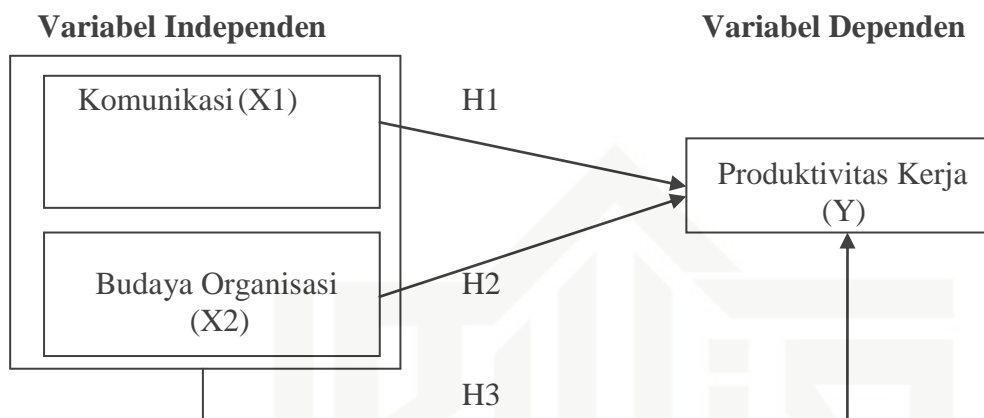 Variabel Independen
Variabel Dependen
Komunikasi (X1)
H1
Produktivitas Kerja
(Y)
Budaya Organisasi
(X2)
H2
H3